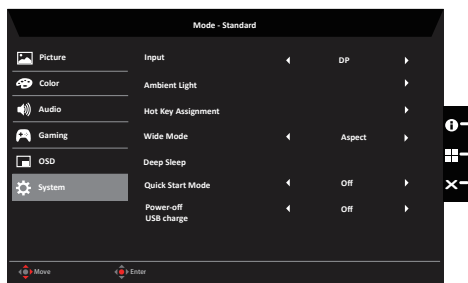 Mode - Standard
Picture
Input
DP
Color
Ambient Light
Audio
Hot Key Assignment
Gaming
Wide Mode
Aspect
OSD
Deep Sleep
System
Quick Start Mode
Off
Power-off
USB charge
Off
Move
Enter